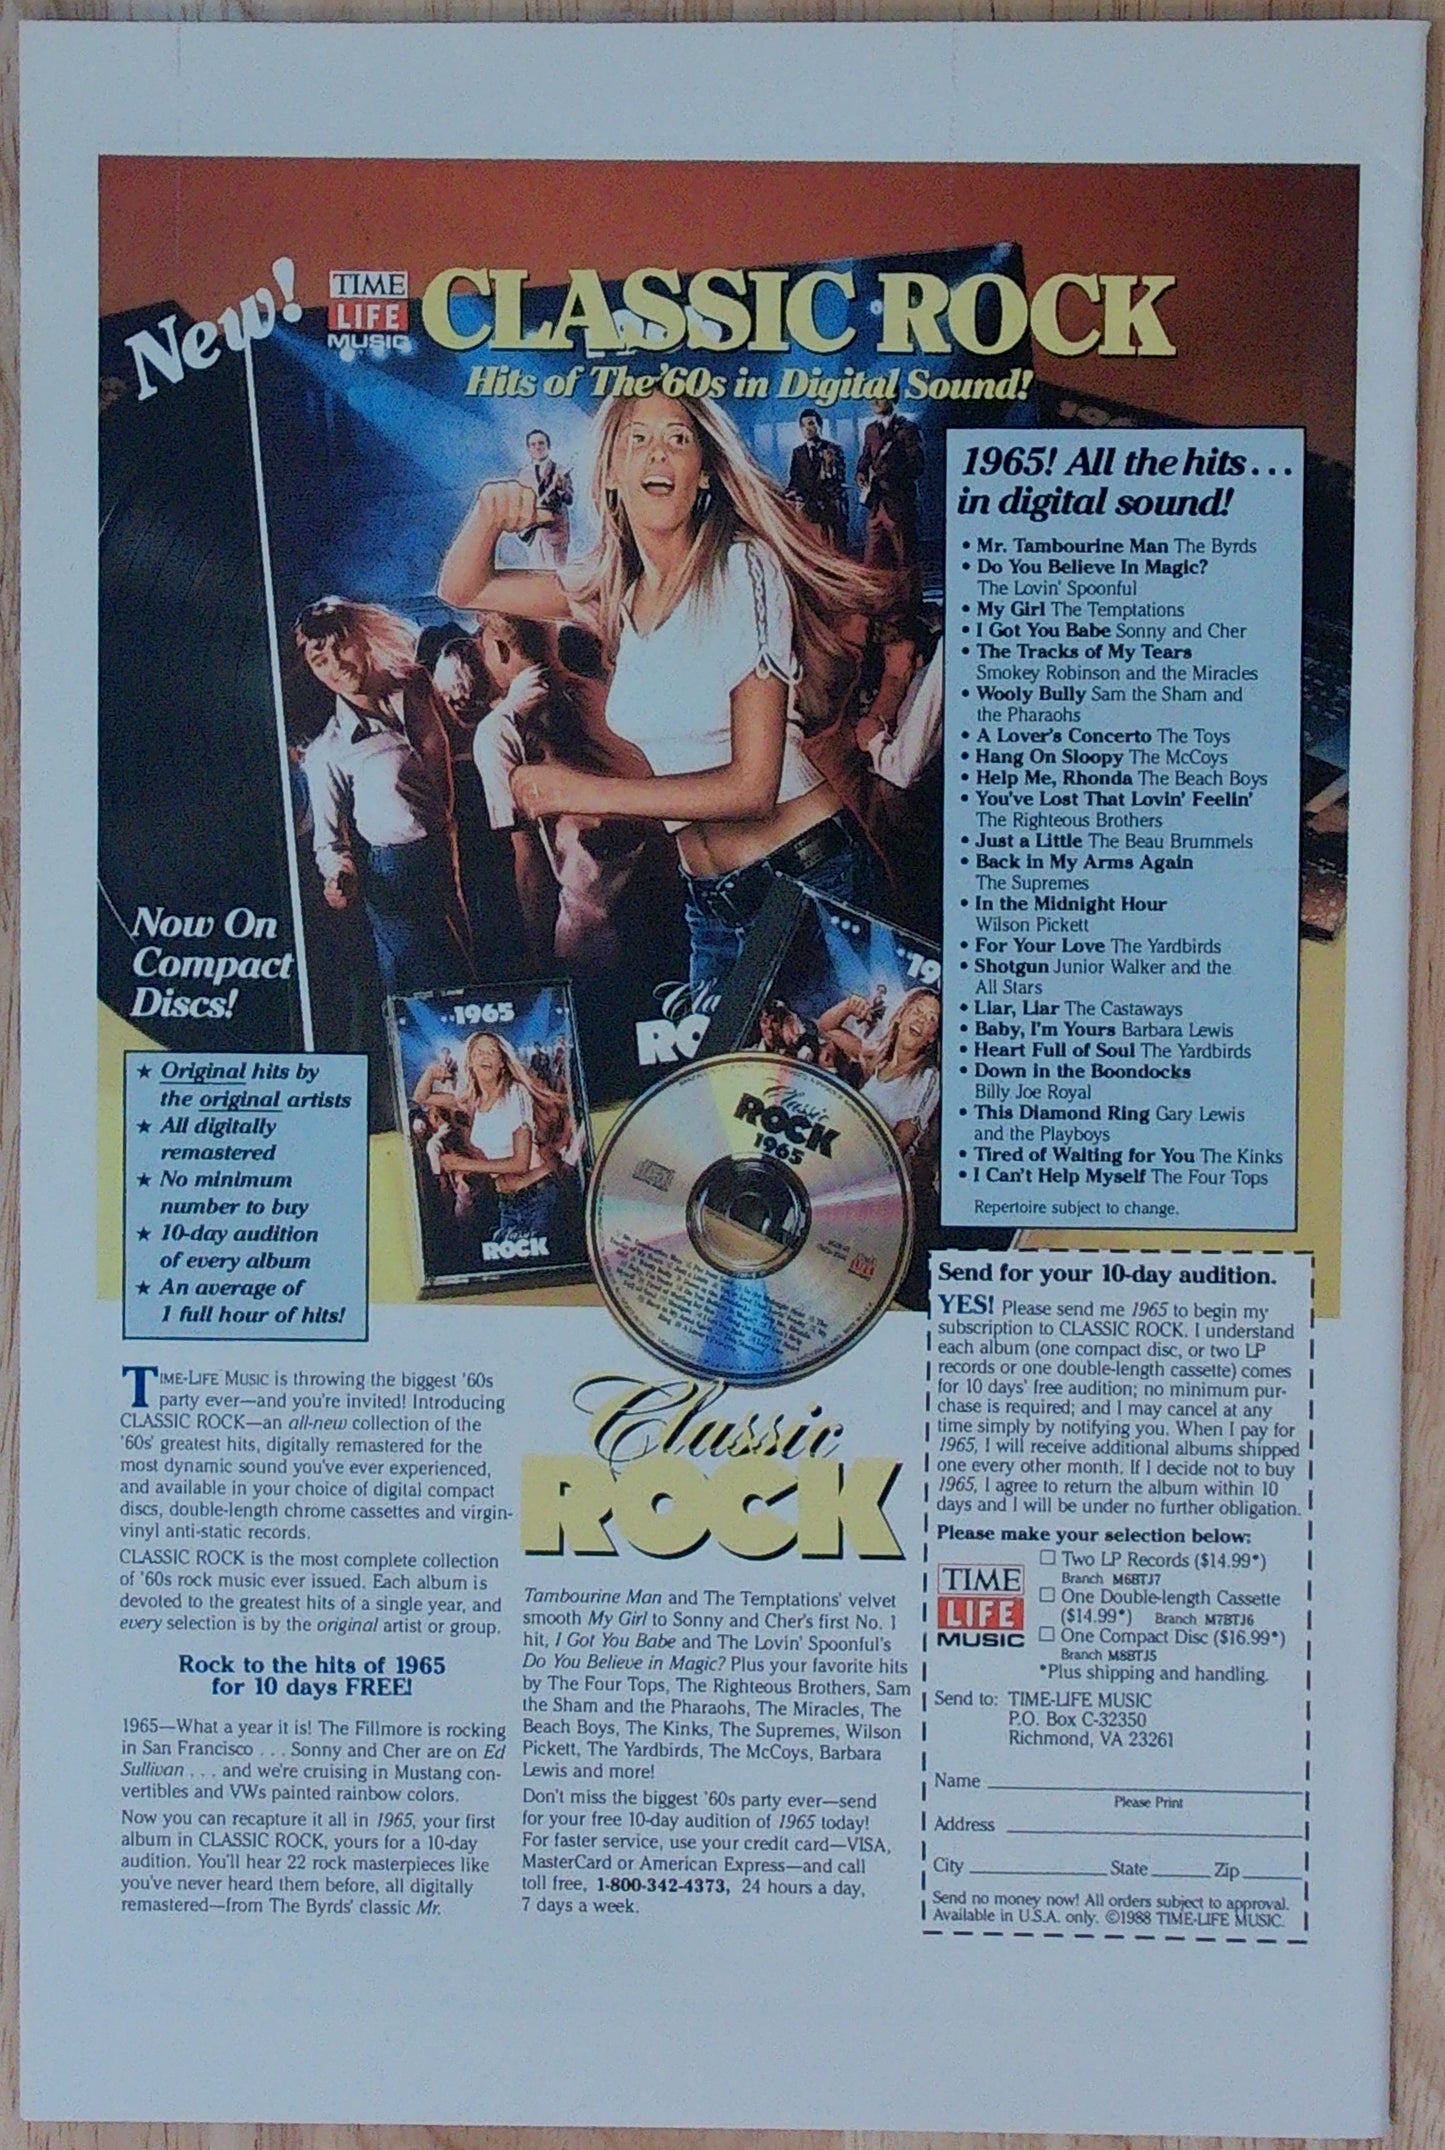 New!
TIME
LIFE
MUSIC
CLASSIC ROCK
Hits of The '60s in Digital Sound!
1965! All the hits...
in digital sound!
• Mr. Tambourine Man The Byrds
• Do You Believe In Magic?
The Lovin' Spoonful
• My Girl The Temptations
• I Got You Babe Sonny and Cher
• The Tracks of My Tears
Smokey Robinson and the Miracles
• Wooly Bully Sam the Sham and
the Pharaohs
• A Lover's Concerto The Toys
• Hang On Sloopy The McCoys
• Help Me, Rhonda The Beach Boys
• You've Lost That Lovin' Feelin'
The Righteous Brothers
• Just a Little The Beau Brummels
• Back in My Arms Again
The Supremes
• In the Midnight Hour
Wilson Pickett
• For Your Love The Yardbirds
• Shotgun Junior Walker and the
All Stars
• Liar, Liar The Castaways
• Baby, I'm Yours Barbara Lewis
• Heart Full of Soul The Yardbirds
• Down in the Boondocks
Billy Joe Royal
• This Diamond Ring Gary Lewis
and the Playboys
• Tired of Waiting for You The Kinks
• I Can't Help Myself The Four Tops
Repertoire subject to change.
Now On
Compact
Discs!
★ Original hits by
the original artists
★ All digitally
remastered
★ No minimum
number to buy
★ 10-day audition
of every album
★ An average of
1 full hour of hits!
1965
Classic
ROCK
Cla
ROC
19
Classic
ROCK
1965
TIME-LIFE MUSIC is throwing the biggest '60s
party ever—and you're invited! Introducing
CLASSIC ROCK—an all-new collection of the
'60s' greatest hits, digitally remastered for the
most dynamic sound you've ever experienced,
and available in your choice of digital compact
discs, double-length chrome cassettes and virgin-
vinyl anti-static records.
CLASSIC ROCK is the most complete collection
of '60s rock music ever issued. Each album is
devoted to the greatest hits of a single year, and
every selection is by the original artist or group.
Rock to the hits of 1965
for 10 days FREE!
1965—What a year it is! The Fillmore is rocking
in San Francisco . . . Sonny and Cher are on Ed
Sullivan . . . and we're cruising in Mustang con-
vertibles and VWs painted rainbow colors.
Now you can recapture it all in 1965, your first
album in CLASSIC ROCK, yours for a 10-day
audition. You'll hear 22 rock masterpieces like
you've never heard them before, all digitally
remastered—from The Byrds' classic Mr.
Classic
ROCK
Tambourine Man and The Temptations' velvet
smooth My Girl to Sonny and Cher's first No. 1
hit, I Got You Babe and The Lovin' Spoonful's
Do You Believe in Magic? Plus your favorite hits
by The Four Tops, The Righteous Brothers, Sam
the Sham and the Pharaohs, The Miracles, The
Beach Boys, The Kinks, The Supremes, Wilson
Pickett, The Yardbirds, The McCoys, Barbara
Lewis and more!
Don't miss the biggest '60s party ever—send
for your free 10-day audition of 1965 today!
For faster service, use your credit card—VISA,
MasterCard or American Express—and call
toll free, 1-800-342-4373, 24 hours a day,
7 days a week.
Send for your 10-day audition.
YES! Please send me 1965 to begin my
subscription to CLASSIC ROCK. I understand
each album (one compact disc, or two LP
records or one double-length cassette) comes
for 10 days' free audition; no minimum pur-
chase is required; and I may cancel at any
time simply by notifying you. When I pay for
1965, I will receive additional albums shipped
one every other month. If I decide not to buy
1965, I agree to return the album within 10
days and I will be under no further obligation.
Please make your selection below:
☐ Two LP Records ($14.99*)
Branch M6BTJ7
☐ One Double-length Cassette
($14.99*) Branch M7BTJ6
☐ One Compact Disc ($16.99*)
Branch M8BTJ5
*Plus shipping and handling.
TIME
LIFE
MUSIC
Send to: TIME-LIFE MUSIC
P.O. Box C-32350
Richmond, VA 23261
Name
Please Print
Address
City State Zip
Send no money now! All orders subject to approval.
Available in U.S.A. only. ©1988 TIME-LIFE MUSIC.